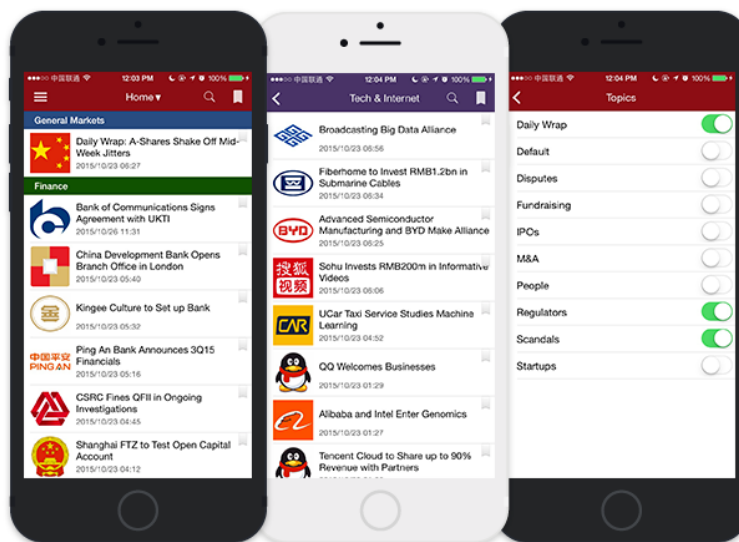 中国联通
12:03 PM
100%
Home ▾
General Markets
Daily Wrap: A-Shares Shake Off Mid-
Week Jitters
2015/10/23 06:27
Finance
Bank of Communications Signs
Agreement with UKTI
2015/10/26 11:31
China Development Bank Opens
Branch Office in London
2015/10/23 05:40
Kingee Culture to Set up Bank
2015/10/23 05:32
中国平安
PING AN
Ping An Bank Announces 3Q15
Financials
2015/10/23 05:16
CSRC Fines QFII in Ongoing
Investigations
2015/10/23 04:45
Shanghai FTZ to Test Open Capital
Account
2015/10/23 04:12
中国联通
12:04 PM
100%
Tech & Internet
Broadcasting Big Data Alliance
2015/10/23 06:56
Fiberhome to Invest RMB1.2bn in
Submarine Cables
2015/10/23 06:34
BYD
Advanced Semiconductor
Manufacturing and BYD Make Alliance
2015/10/23 06:25
搜狐
视频
Sohu Invests RMB200m in Informative
Videos
2015/10/23 06:06
CAR
UCar Taxi Service Studies Machine
Learning
2015/10/23 04:52
QQ Welcomes Businesses
2015/10/23 01:29
Alibaba and Intel Enter Genomics
2015/10/23 01:27
Tencent Cloud to Share up to 90%
Revenue with Partners
中国联通
12:04 PM
100%
Topics
Daily Wrap
Default
Disputes
Fundraising
IPOs
M&A
People
Regulators
Scandals
Startups